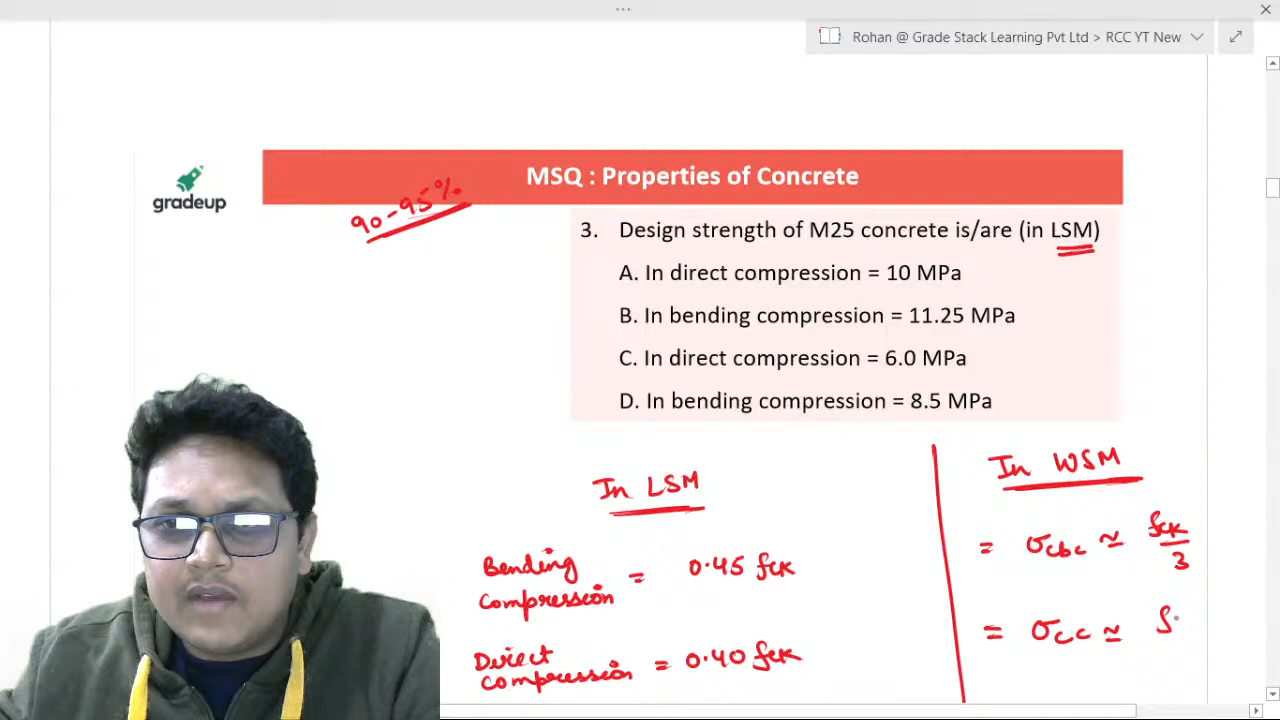 Rohan @ Grade Stack Learning Pvt Ltd > RCC YT New
gradeup
MSQ : Properties of Concrete
90-95%
3. Design strength of M25 concrete is/are (in LSM)
A. In direct compression = 10 MPa
B. In bending compression = 11.25 MPa
C. In direct compression = 6.0 MPa
D. In bending compression = 8.5 MPa
In LSM
Bending compression = 0.45 fck
Direct compression = 0.40 fck
In WSM
= σcbc ≃ fck/3
= σcc ≃ f